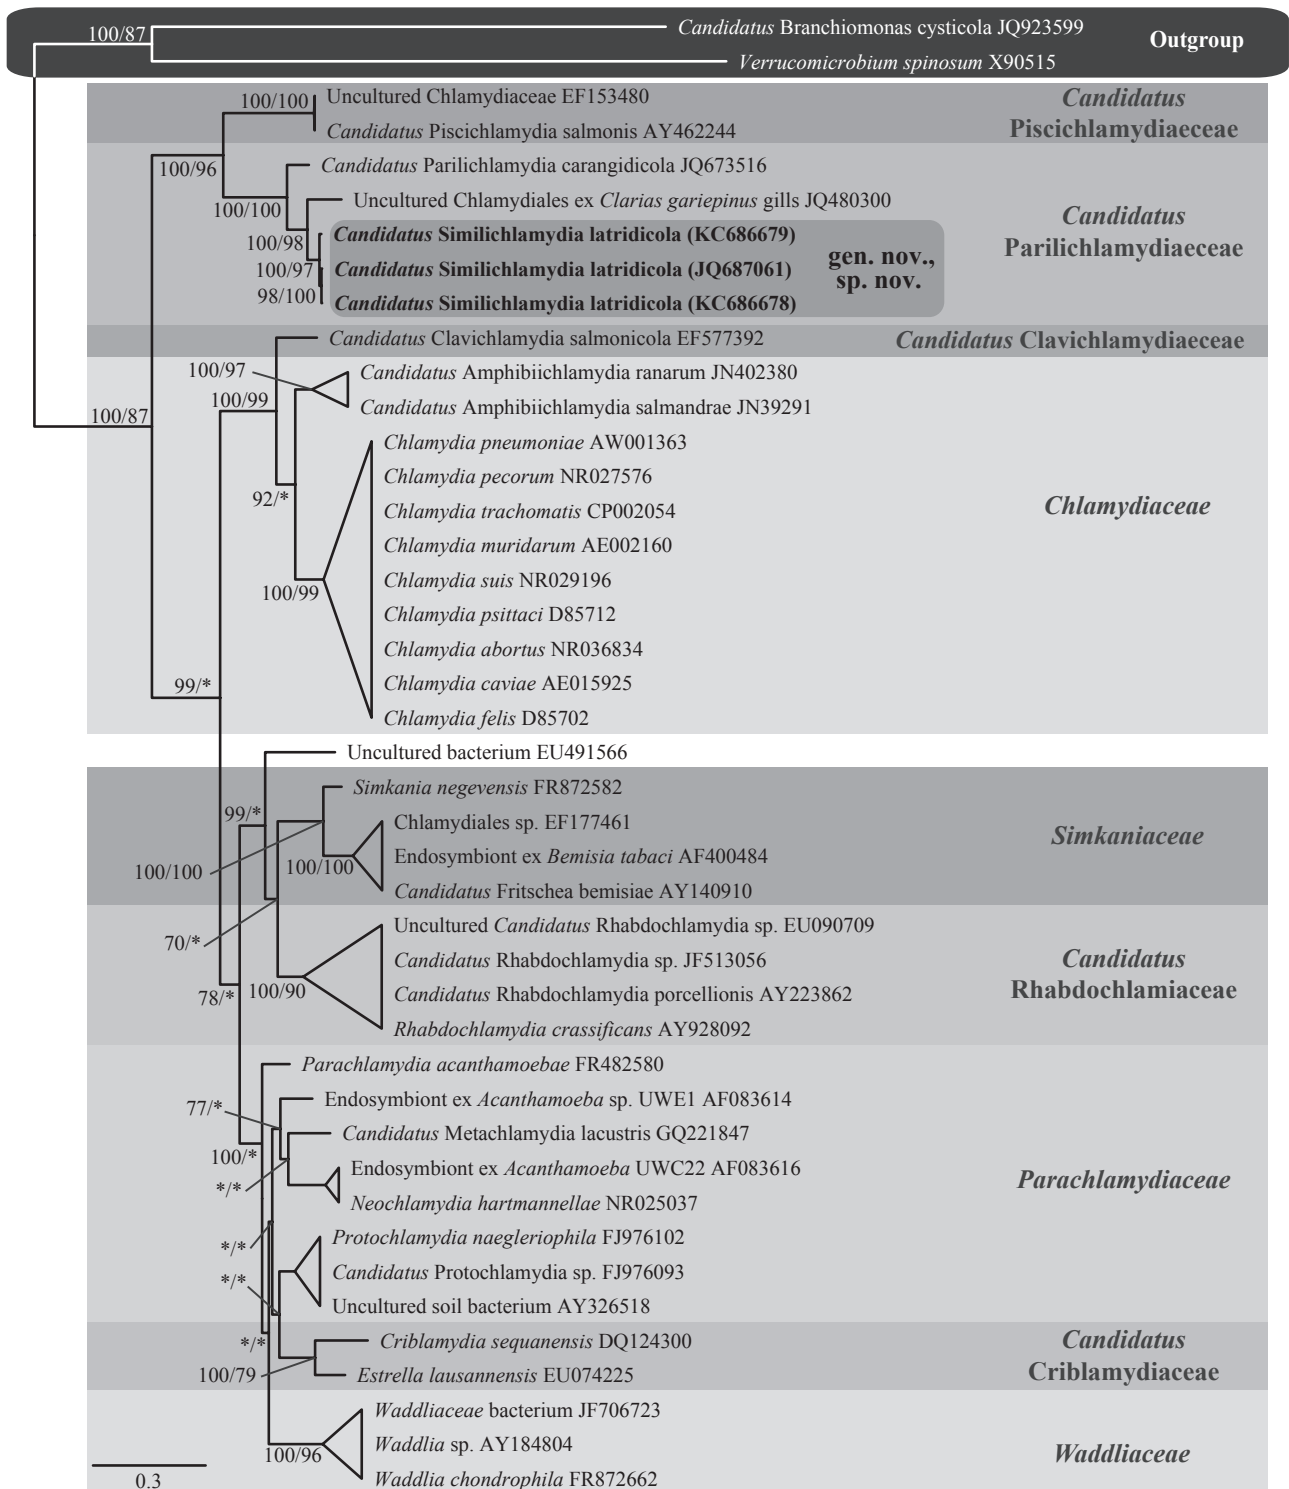 100/87
Candidatus Branchiomonas cysticola JQ923599
Verrucomicrobium spinosum X90515
Outgroup
100/100
Uncultured Chlamydiaceae EF153480
Candidatus Piscichlamydia salmonis AY462244
Candidatus
Piscichlamydiaeceae
100/96
Candidatus Parilichlamydia carangidicola JQ673516
100/100
Uncultured Chlamydiales ex Clarias gariepinus gills JQ480300
100/98
Candidatus Similichlamydia latridicola (KC686679)
100/97
Candidatus Similichlamydia latridicola (JQ687061)
98/100
Candidatus Similichlamydia latridicola (KC686678)
gen. nov.,
sp. nov.
Candidatus
Parilichlamydiaeceae
Candidatus Clavichlamydia salmonicola EF577392
Candidatus Clavichlamydiaeceae
100/97
Candidatus Amphibiichlamydia ranarum JN402380
100/99
Candidatus Amphibiichlamydia salmandrae JN39291
100/87
Chlamydia pneumoniae AW001363
Chlamydia pecorum NR027576
92/*
Chlamydia trachomatis CP002054
Chlamydia muridarum AE002160
Chlamydia suis NR029196
100/99
Chlamydia psittaci D85712
Chlamydia abortus NR036834
Chlamydia caviae AE015925
99/*
Chlamydia felis D85702
Chlamydiaceae
Uncultured bacterium EU491566
Simkania negevensis FR872582
99/*
Chlamydiales sp. EF177461
Endosymbiont ex Bemisia tabaci AF400484
100/100
100/100
Candidatus Fritschea bemisiae AY140910
Simkaniaceae
Uncultured Candidatus Rhabdochlamydia sp. EU090709
70/*
Candidatus Rhabdochlamydia sp. JF513056
78/*
100/90
Candidatus Rhabdochlamydia porcellionis AY223862
Rhabdochlamydia crassificans AY928092
Candidatus
Rhabdochlamiaceae
Parachlamydia acanthamoebae FR482580
77/*
Endosymbiont ex Acanthamoeba sp. UWE1 AF083614
Candidatus Metachlamydia lacustris GQ221847
100/*
Endosymbiont ex Acanthamoeba UWC22 AF083616
*/*
Neochlamydia hartmannellae NR025037
Parachlamydiaceae
Protochlamydia naegleriophila FJ976102
*/*
Candidatus Protochlamydia sp. FJ976093
*/*
Uncultured soil bacterium AY326518
*/*
Criblamydia sequanensis DQ124300
100/79
Estrella lausannensis EU074225
Candidatus
Criblamydiaceae
Waddliaceae bacterium JF706723
Waddlia sp. AY184804
100/96
Waddlia chondrophila FR872662
Waddliaceae
0.3